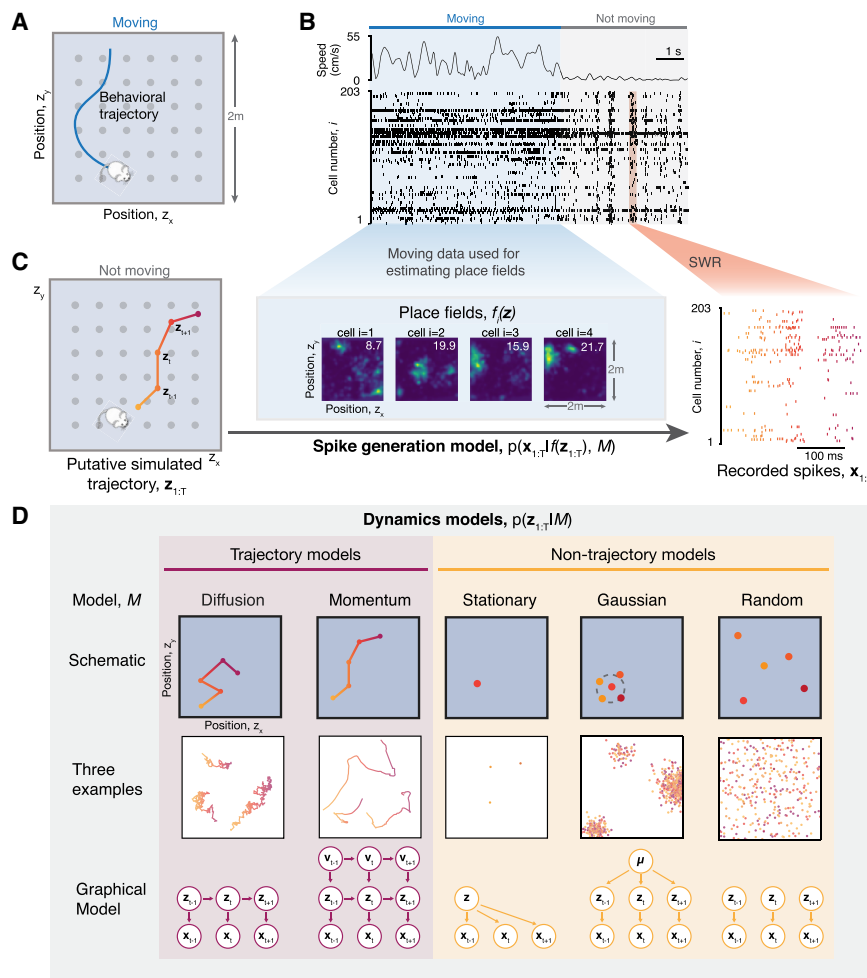 A
Moving
Position, z_y
Behavioral
trajectory
2m
Position, z_x
B
Moving
Not moving
55
Speed
(cm/s)
0
1 s
203
Cell number, i
1
Moving data used for
estimating place fields
SWR
C
Not moving
z_y
z_t+1
z_t
z_t-1
z_x
Putative simulated
trajectory, z_1:T
Place fields, f_i(z)
cell i=1 cell i=2 cell i=3 cell i=4
8.7 19.9 15.9 21.7
Position, z_y
2m
Position, z_x
2m
Spike generation model, p(x_1:T|f(z_1:T), M)
203
Cell number, i
1
100 ms
Recorded spikes, x_1:
D
Dynamics models, p(z_1:T|M)
Trajectory models
Non-trajectory models
Model, M
Diffusion
Momentum
Stationary
Gaussian
Random
Schematic
Position, z_y
Position, z_x
Three
examples
Graphical
Model
z_t-1 z_t z_t+1
x_t-1 x_t x_t+1
v_t-1 v_t v_t+1
z_t-1 z_t z_t+1
x_t-1 x_t x_t+1
z
x_t-1 x_t x_t+1
μ
z_t-1 z_t z_t+1
x_t-1 x_t x_t+1
z_t-1 z_t z_t+1
x_t-1 x_t x_t+1